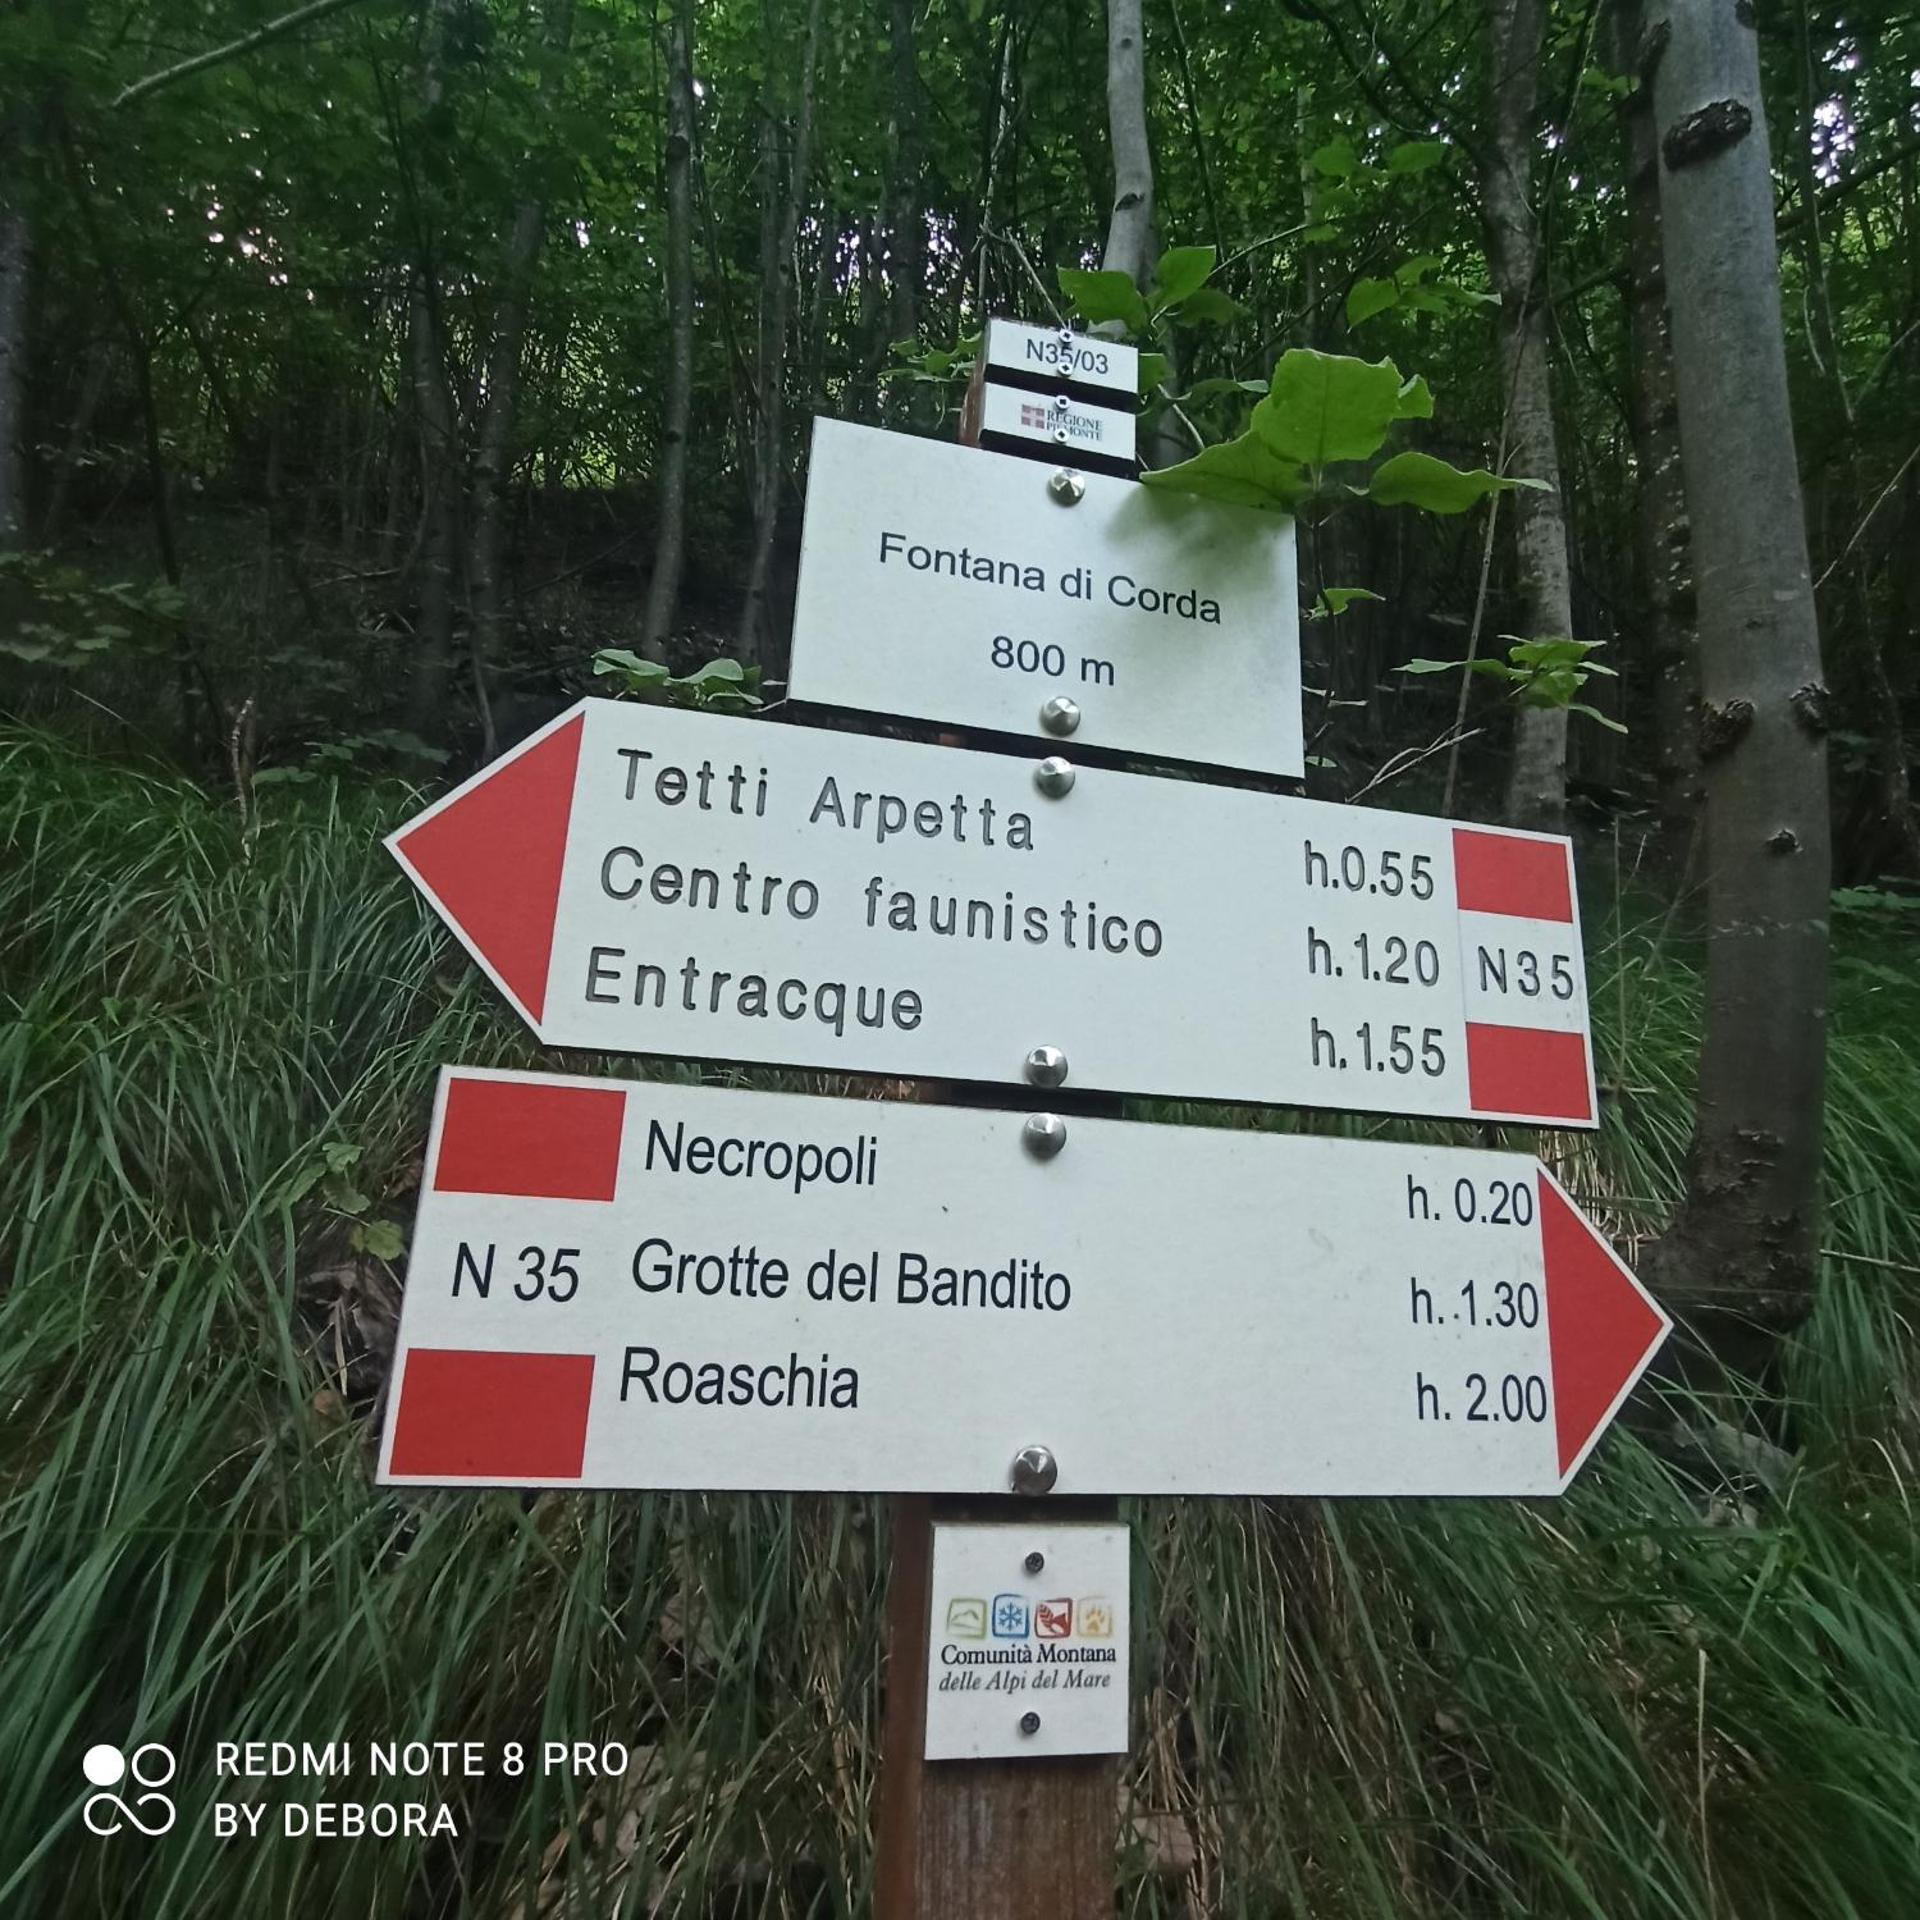 N35/03
REGIONE
PIEMONTE
Fontana di Corda
800 m
Tetti Arpetta h.0.55
Centro faunistico h.1.20 N35
Entracque h.1.55
Necropoli h. 0.20
N 35 Grotte del Bandito h. 1.30
Roaschia h. 2.00
Comunità Montana
delle Alpi del Mare
REDMI NOTE 8 PRO
BY DEBORA